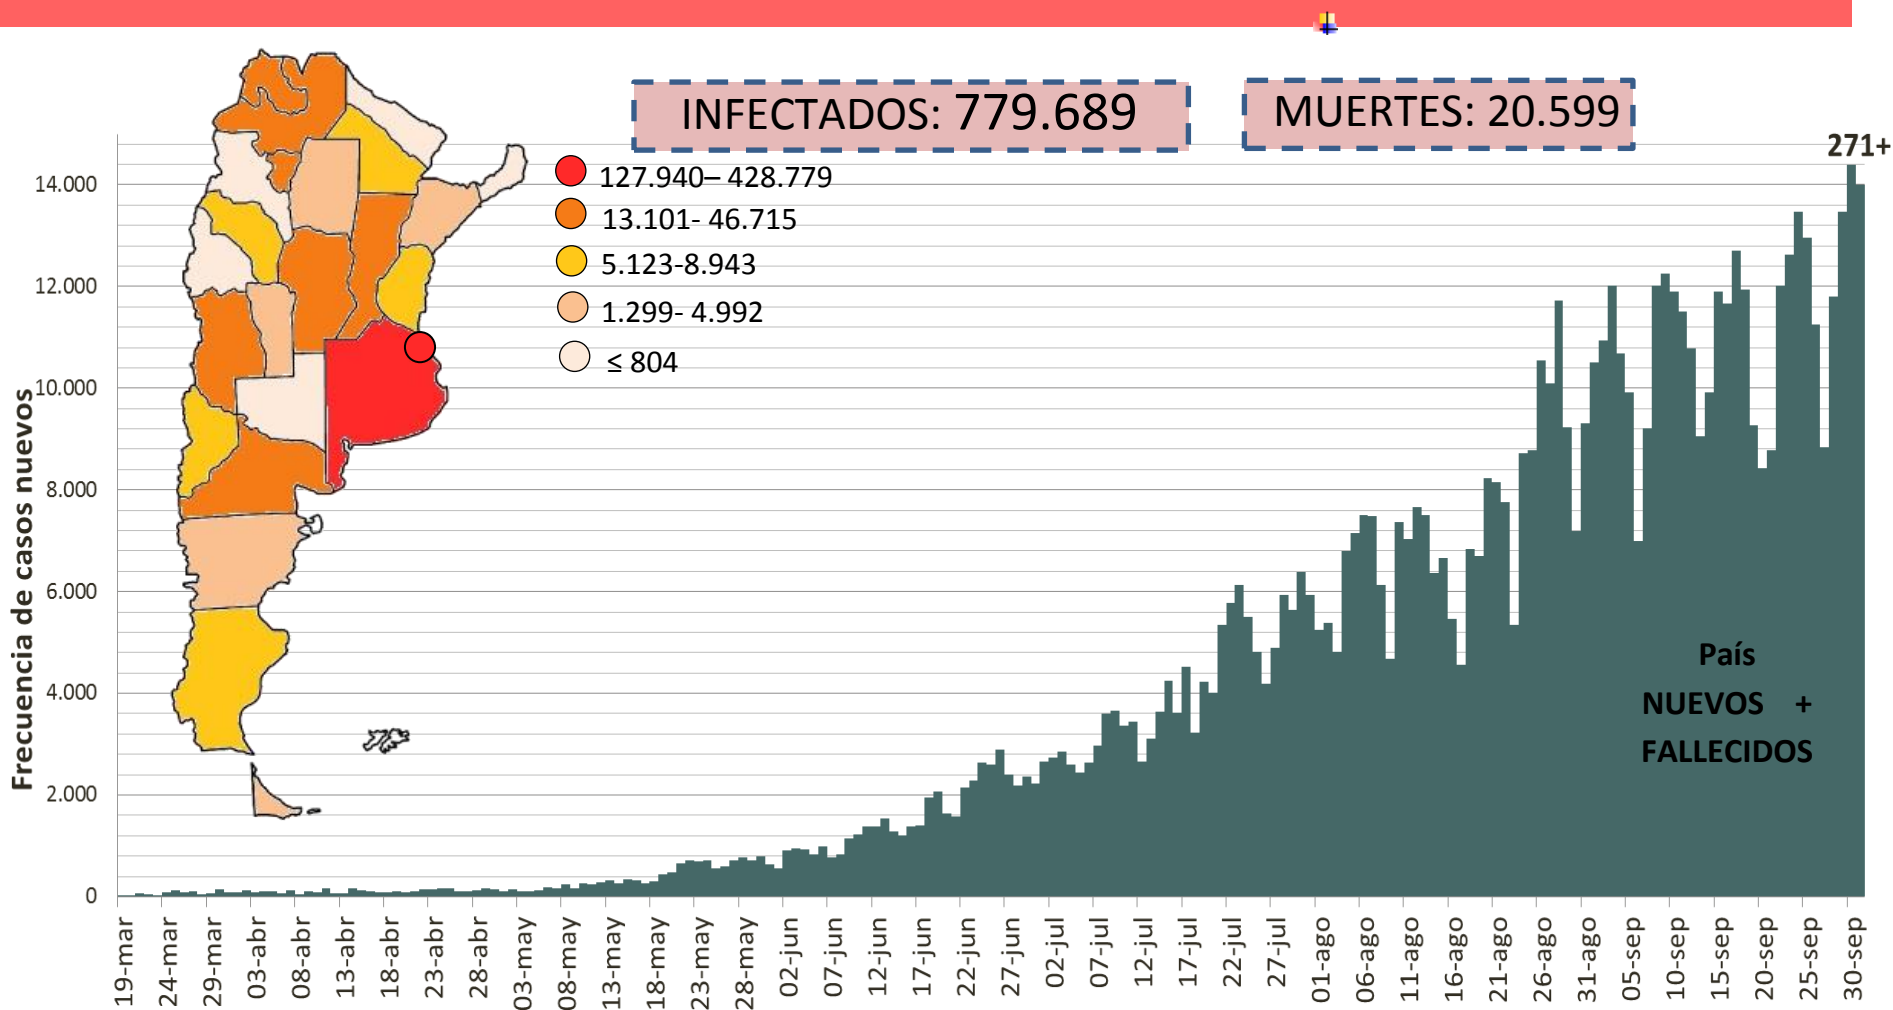 INFECTADOS: 779.689
MUERTES: 20.599
271+
127.940– 428.779
13.101- 46.715
5.123-8.943
1.299- 4.992
≤ 804
Frecuencia de casos nuevos
14.000
12.000
10.000
8.000
6.000
4.000
2.000
0
País
NUEVOS +
FALLECIDOS
19-mar
24-mar
29-mar
03-abr
08-abr
13-abr
18-abr
23-abr
28-abr
03-may
08-may
13-may
18-may
23-may
28-may
02-jun
07-jun
12-jun
17-jun
22-jun
27-jun
02-jul
07-jul
12-jul
17-jul
22-jul
27-jul
01-ago
06-ago
11-ago
16-ago
21-ago
26-ago
31-ago
05-sep
10-sep
15-sep
20-sep
25-sep
30-sep